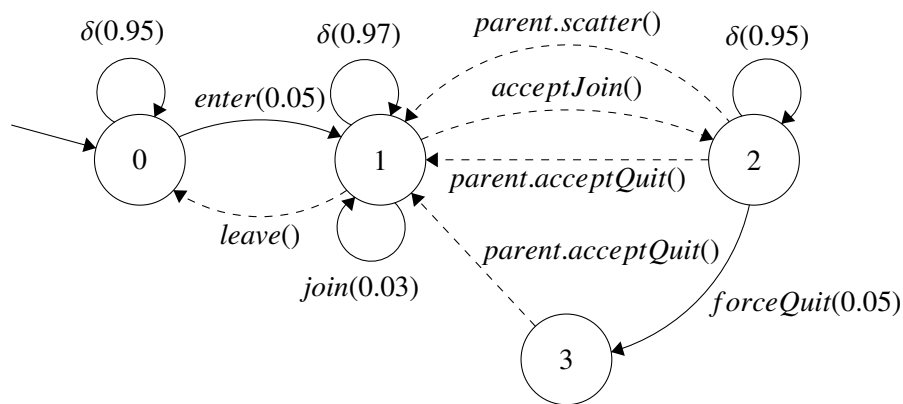 δ(0.95)
δ(0.97)
parent.scatter()
δ(0.95)
enter(0.05)
acceptJoin()
0
1
2
parent.acceptQuit()
leave()
parent.acceptQuit()
join(0.03)
forceQuit(0.05)
3